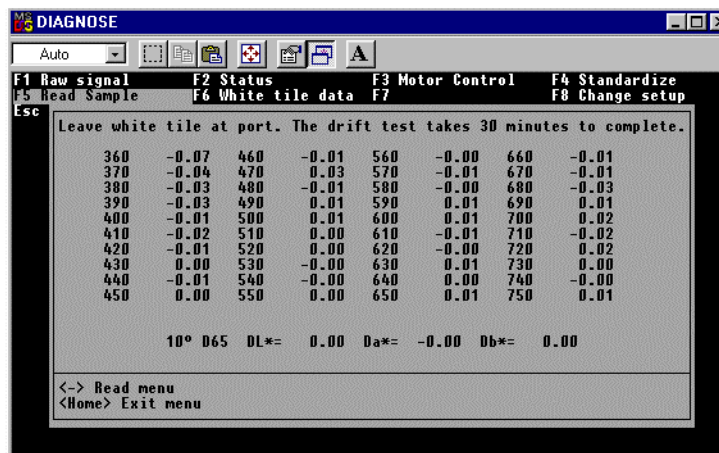 DIAGNOSE
Auto
A
F1 Raw signal F2 Status F3 Motor Control F4 Standardize
F5 Read Sample F6 White tile data F7 F8 Change setup
Esc
Leave white tile at port. The drift test takes 30 minutes to complete.
360 -0.07 460 -0.01 560 -0.00 660 -0.01
370 -0.04 470 0.03 570 -0.01 670 -0.01
380 -0.03 480 -0.01 580 -0.00 680 -0.03
390 -0.03 490 0.01 590 0.01 690 0.01
400 -0.01 500 0.01 600 0.01 700 0.02
410 -0.02 510 0.00 610 -0.01 710 -0.02
420 -0.01 520 0.00 620 -0.00 720 0.02
430 0.00 530 -0.00 630 0.01 730 0.00
440 -0.01 540 -0.00 640 0.00 740 -0.00
450 0.00 550 0.00 650 0.01 750 0.01
10° D65 DL*= 0.00 Da*= -0.00 Db*= 0.00
<-> Read menu
<Home> Exit menu